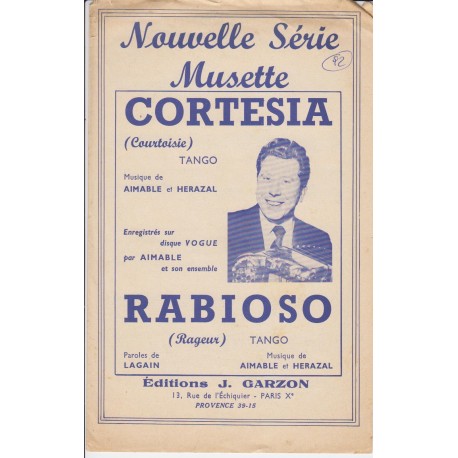 Nouvelle Série
Musette
92
CORTESIA
(Courtoisie)
TANGO
Musique de
AIMABLE et HERAZAL
Enregistrés sur
disque VOGUE
par AIMABLE
et son ensemble
RABIOSO
(Rageur) TANGO
Paroles de
LAGAIN
Musique de
AIMABLE et HERAZAL
Éditions J. GARZON
13, Rue de l'Échiquier - PARIS Xe
PROVENCE 39-15